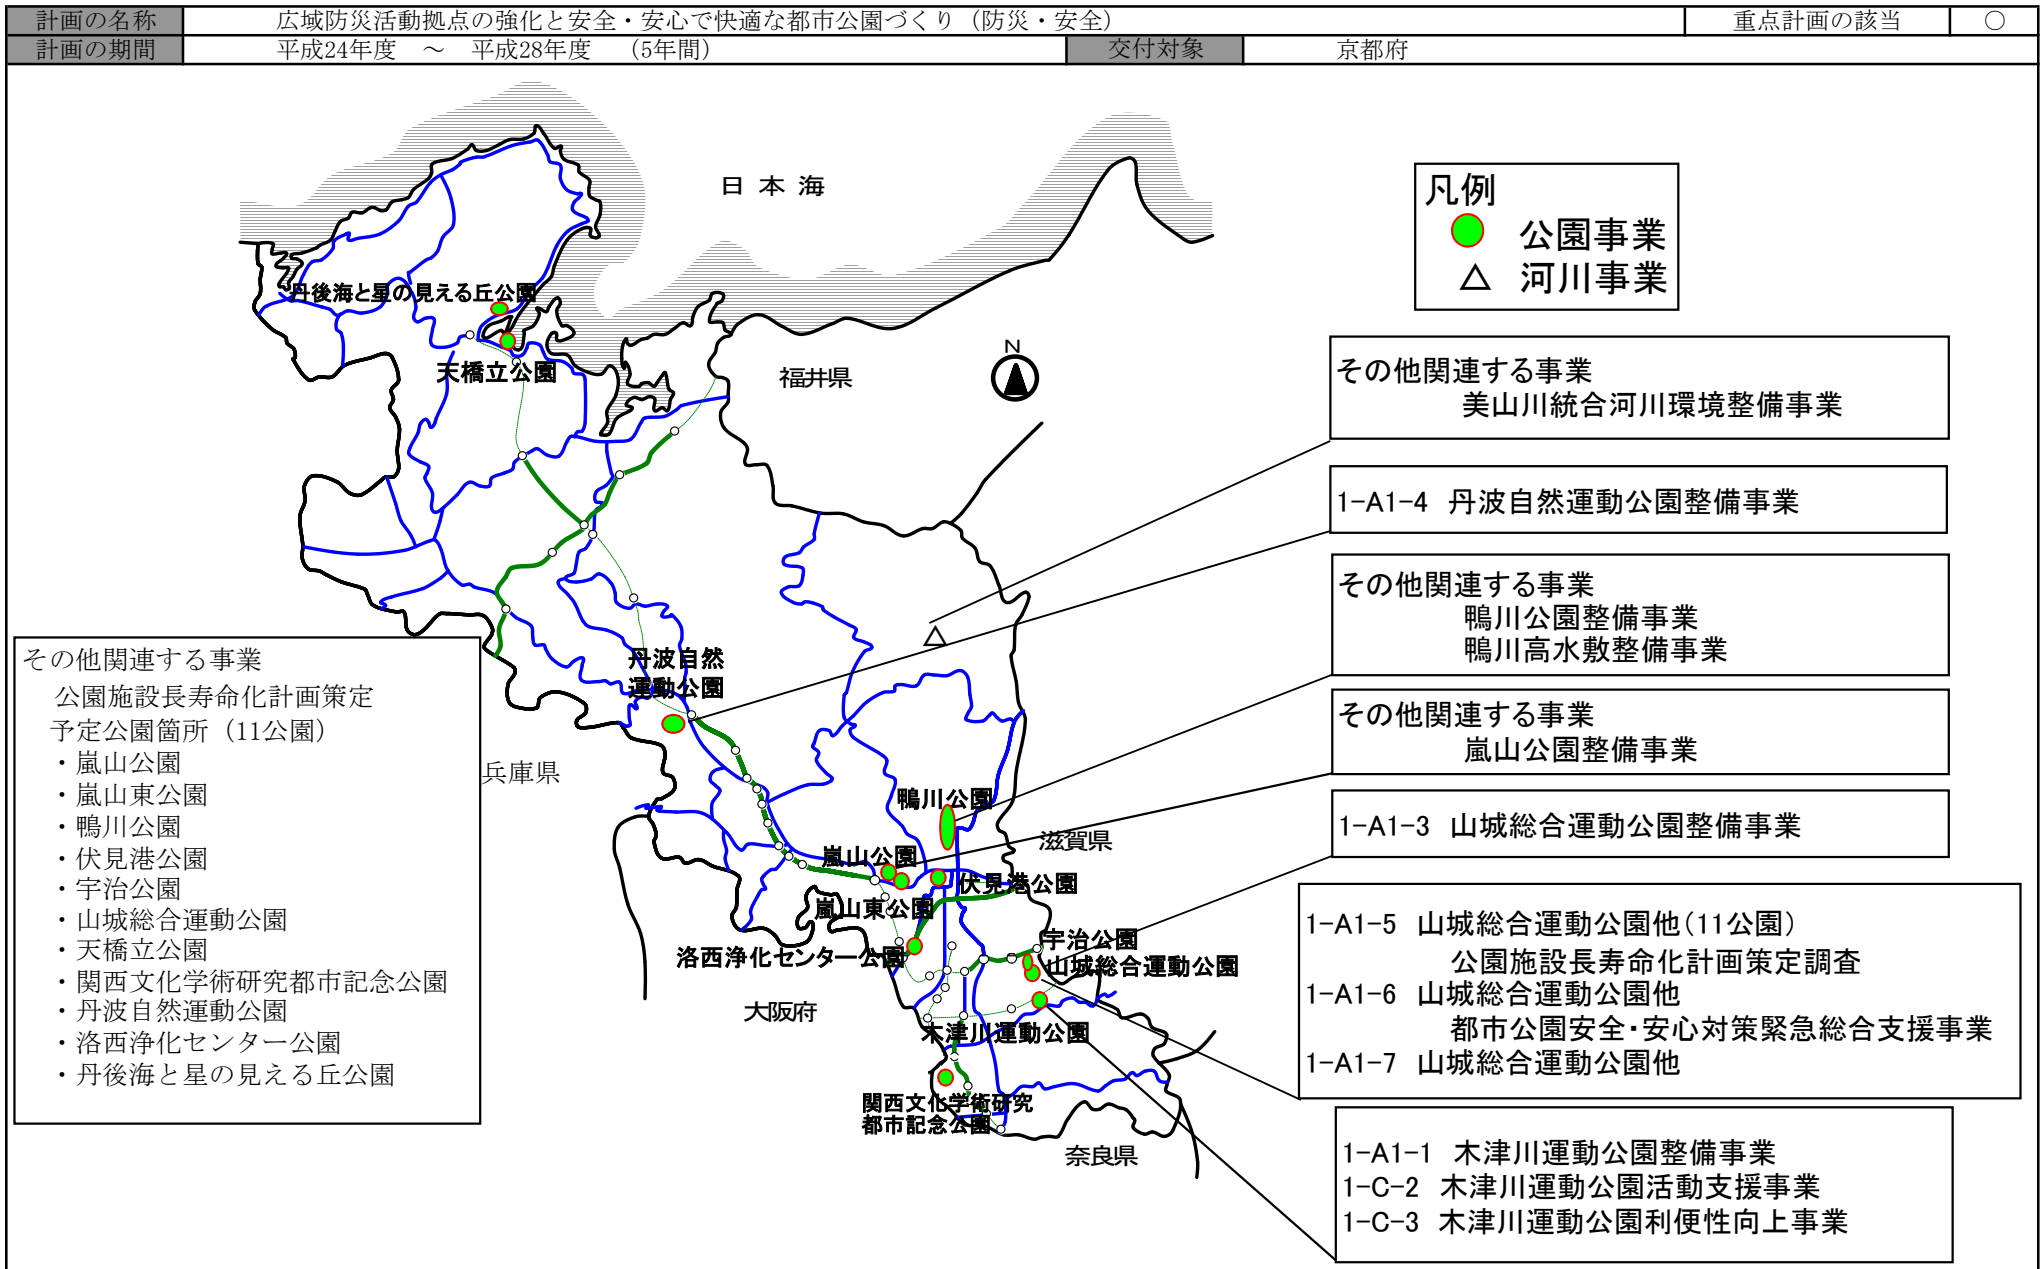 計画の名称 広域防災活動拠点の強化と安全・安心で快適な都市公園づくり（防災・安全） 重点計画の該当 ○
計画の期間 平成24年度 ～ 平成28年度 （5年間） 交付対象 京都府
日本海
凡例
公園事業
△ 河川事業
丹後海と星の見える丘公園
天橋立公園
福井県
N
その他関連する事業
美山川統合河川環境整備事業
1-A1-4 丹波自然運動公園整備事業
その他関連する事業
鴨川公園整備事業
鴨川高水敷整備事業
その他関連する事業
公園施設長寿命化計画策定
予定公園箇所（11公園）
・嵐山公園
・嵐山東公園
・鴨川公園
・伏見港公園
・宇治公園
・山城総合運動公園
・天橋立公園
・関西文化学術研究都市記念公園
・丹波自然運動公園
・洛西浄化センター公園
・丹後海と星の見える丘公園
丹波自然
運動公園
兵庫県
その他関連する事業
嵐山公園整備事業
鴨川公園
滋賀県
1-A1-3 山城総合運動公園整備事業
嵐山公園
伏見港公園
嵐山東公園
宇治公園
洛西浄化センター公園
山城総合運動公園
大阪府
木津川運動公園
1-A1-5 山城総合運動公園他(11公園)
公園施設長寿命化計画策定調査
1-A1-6 山城総合運動公園他
都市公園安全・安心対策緊急総合支援事業
1-A1-7 山城総合運動公園他
関西文化学術研究
都市記念公園
奈良県
1-A1-1 木津川運動公園整備事業
1-C-2 木津川運動公園活動支援事業
1-C-3 木津川運動公園利便性向上事業